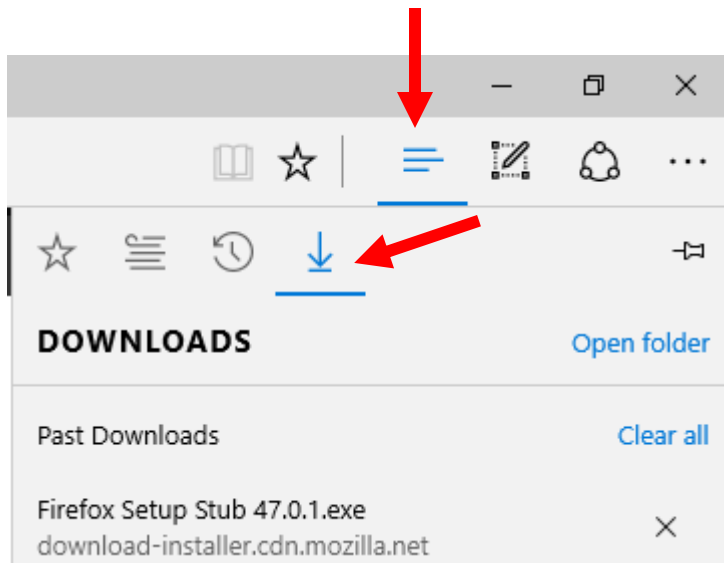 DOWNLOADS
Open folder
Past Downloads
Clear all
Firefox Setup Stub 47.0.1.exe
download-installer.cdn.mozilla.net